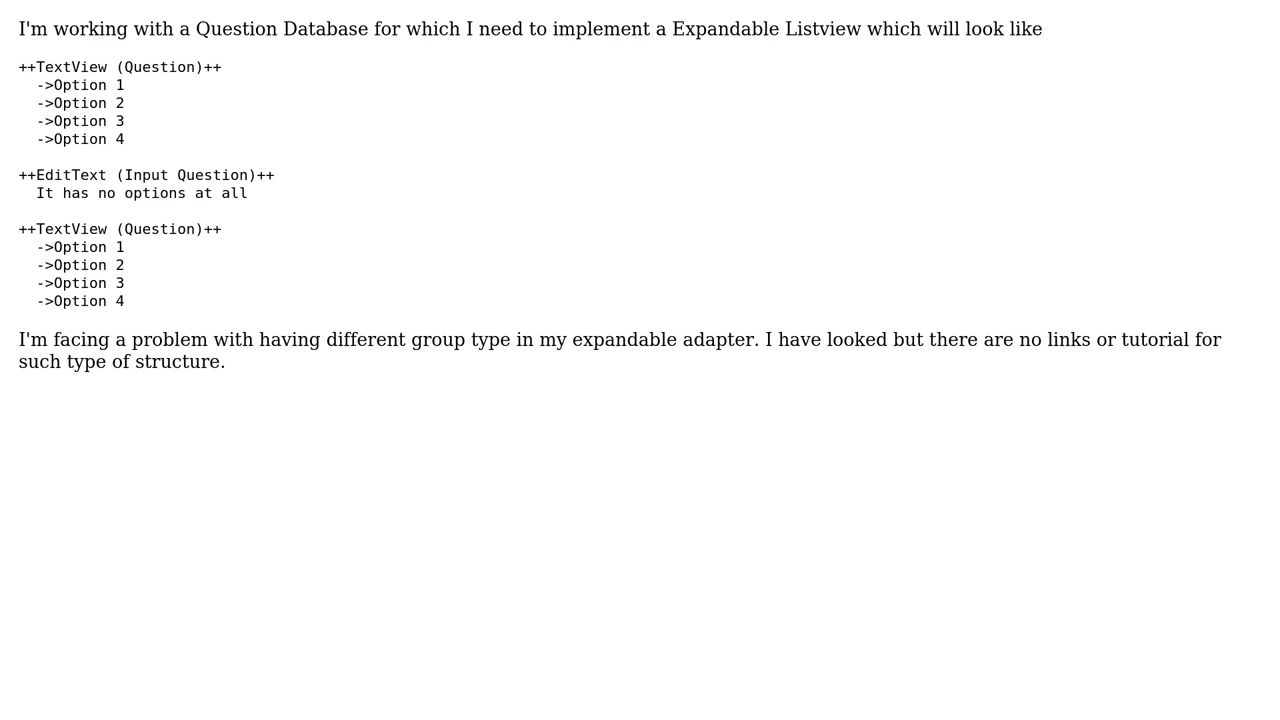 I'm working with a Question Database for which I need to implement a Expandable Listview which will look like
++TextView (Question)++
->Option 1
->Option 2
->Option 3
->Option 4
++EditText (Input Question)++
It has no options at all
++TextView (Question)++
->Option 1
->Option 2
->Option 3
->Option 4
I'm facing a problem with having different group type in my expandable adapter. I have looked but there are no links or tutorial for
such type of structure.